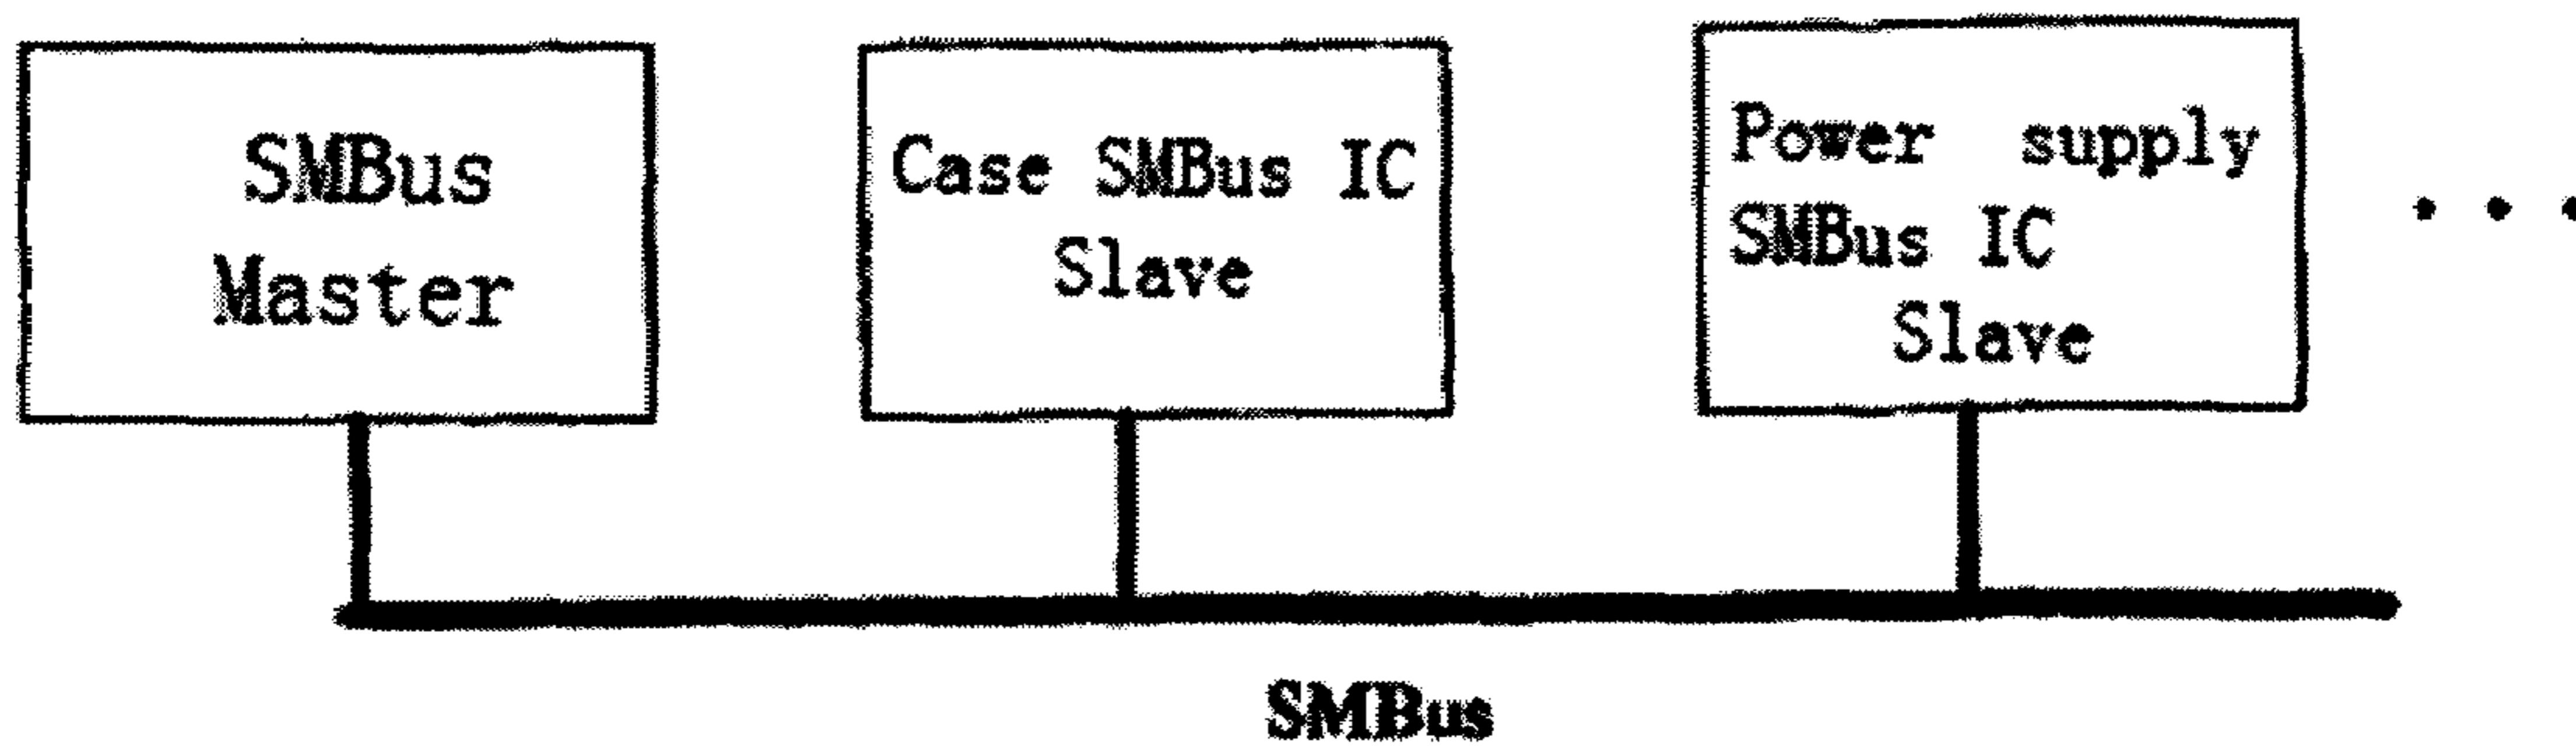 SMBus
Master
Case SMBus IC
Slave
Power supply
SMBus IC
Slave
. . .
SMBus